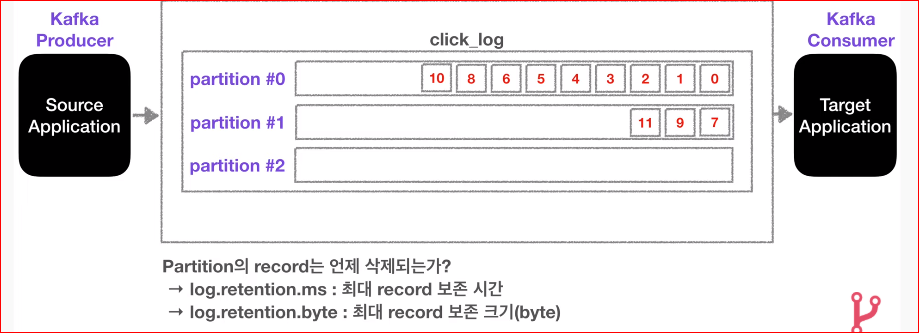 Kafka
Producer
Kafka
Consumer
click_log
Source
Application
Target
Application
partition #0
10 8 6 5 4 3 2 1 0
partition #1
11 9 7
partition #2
Partition의 record는 언제 삭제되는가?
→ log.retention.ms : 최대 record 보존 시간
→ log.retention.byte : 최대 record 보존 크기(byte)